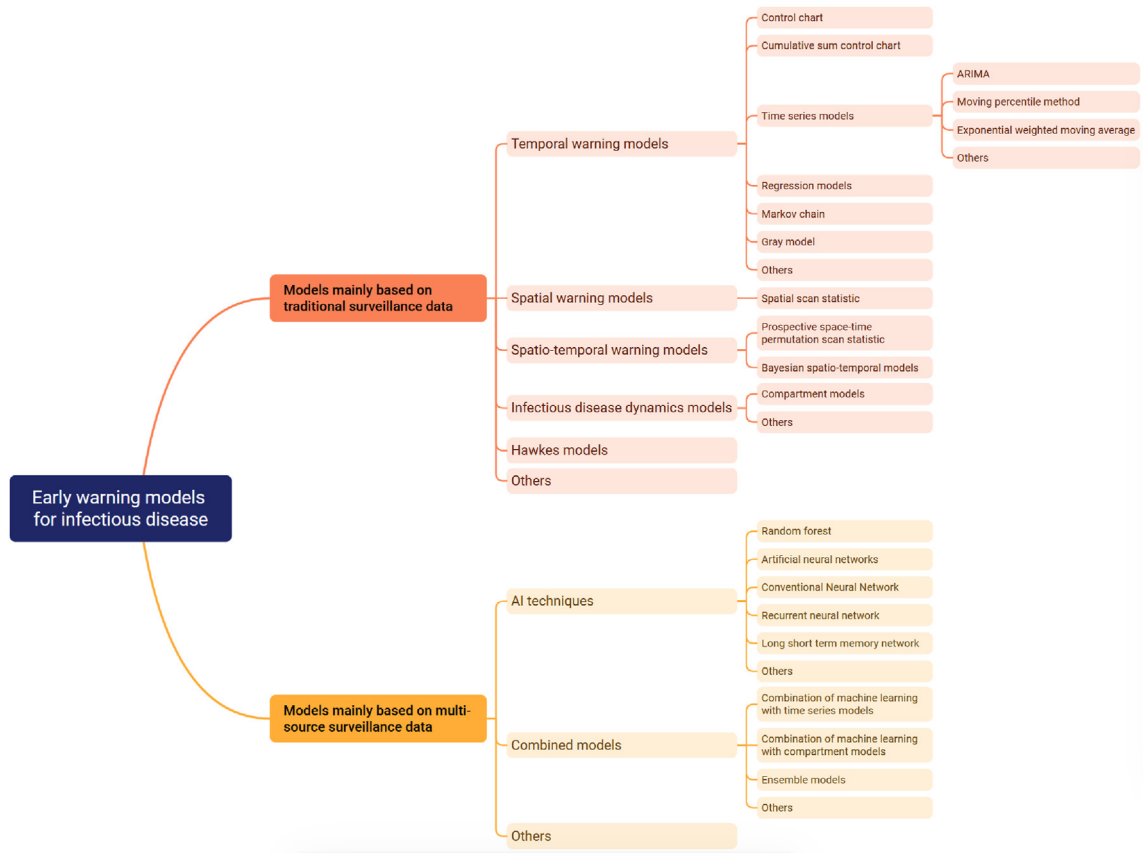 Early warning models
for infectious disease
Models mainly based on
traditional surveillance data
Temporal warning models
Control chart
Cumulative sum control chart
Time series models
ARIMA
Moving percentile method
Exponential weighted moving average
Others
Regression models
Markov chain
Gray model
Others
Spatial warning models
Spatial scan statistic
Spatio-temporal warning models
Prospective space-time
permutation scan statistic
Bayesian spatio-temporal models
Infectious disease dynamics models
Compartment models
Others
Hawkes models
Others
Models mainly based on multi-
source surveillance data
AI techniques
Random forest
Artificial neural networks
Conventional Neural Network
Recurrent neural network
Long short term memory network
Others
Combined models
Combination of machine learning
with time series models
Combination of machine learning
with compartment models
Ensemble models
Others
Others